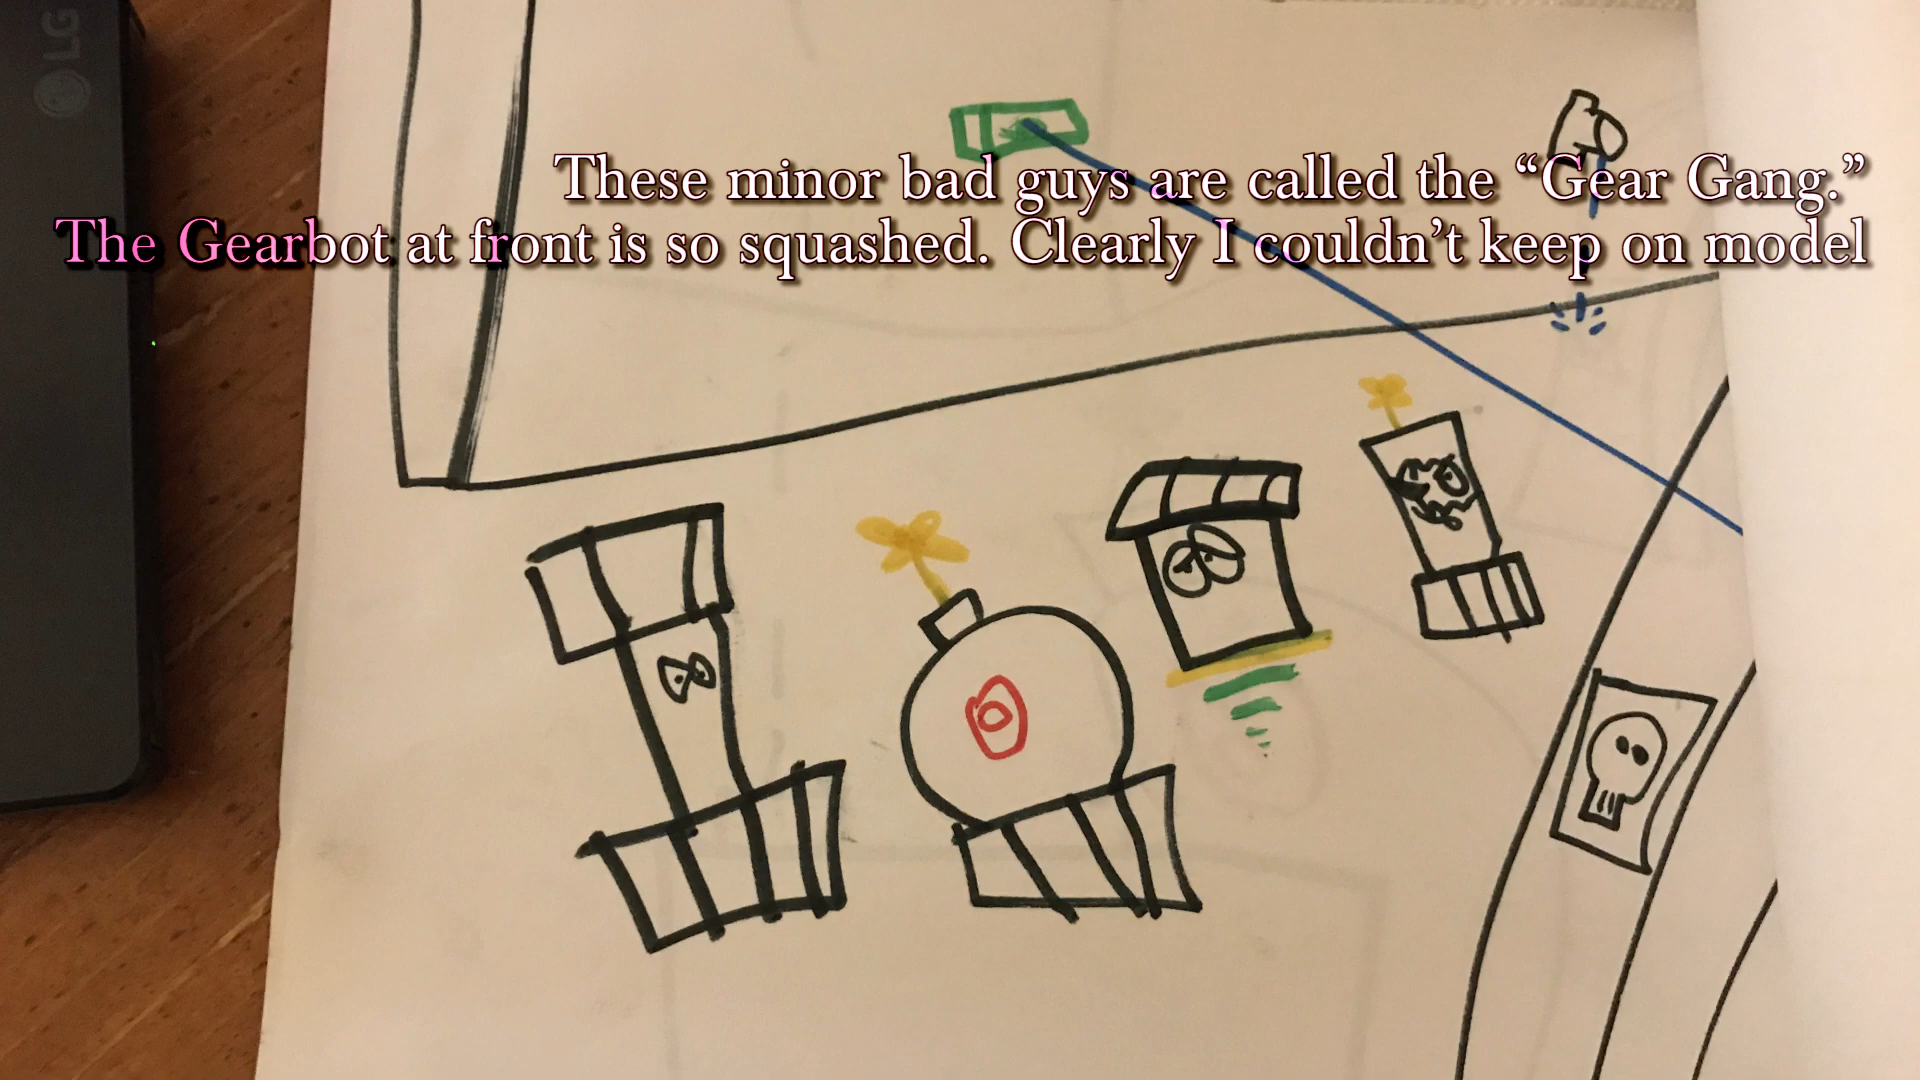 LG
These minor bad guys are called the “Gear Gang.”
The Gearbot at front is so squashed. Clearly I couldn’t keep on model